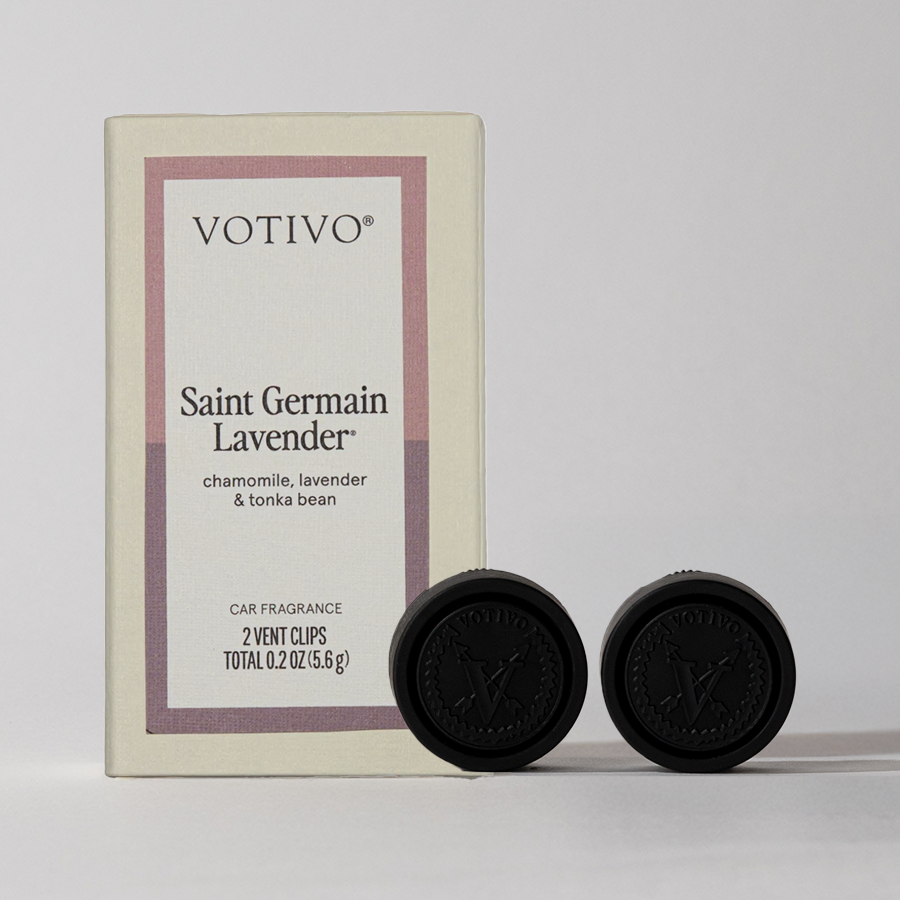 VOTIVO®
Saint Germain
Lavender®
chamomile, lavender
& tonka bean
CAR FRAGRANCE
2 VENT CLIPS
TOTAL 0.2 OZ (5.6 g)
VOTIVO
V
VOTIVO
V